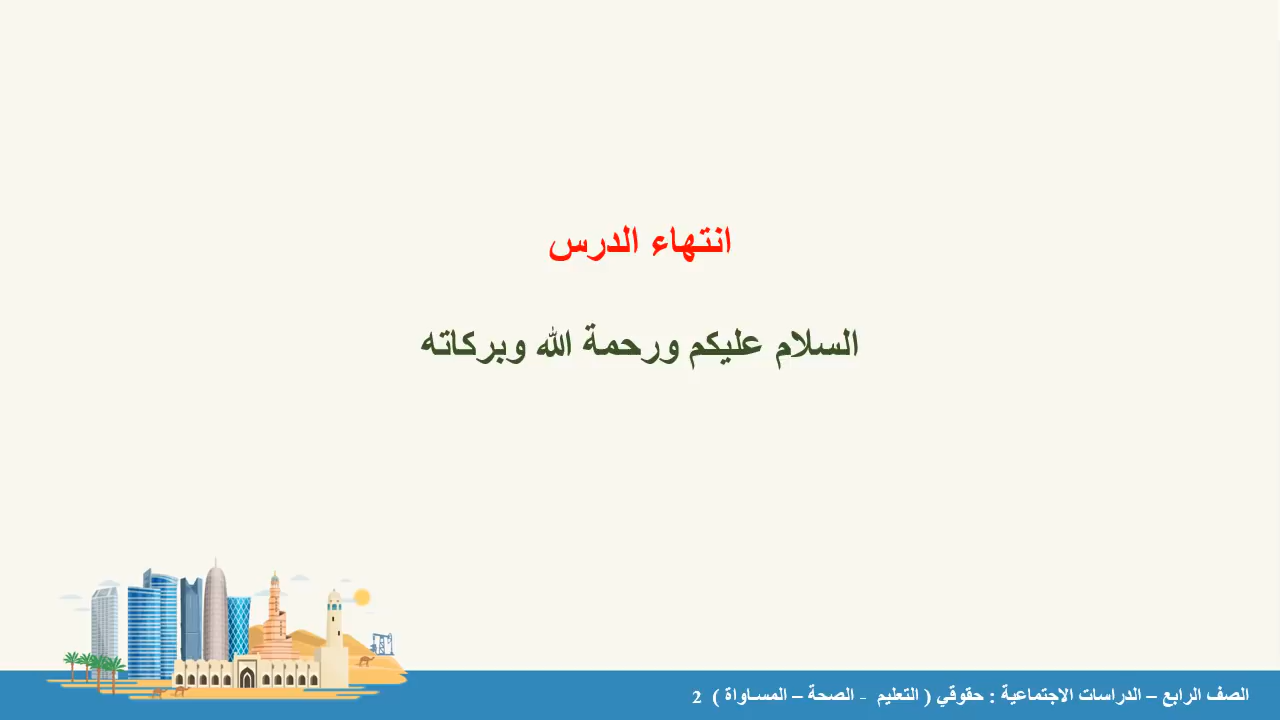 انتهاء الدرس
السلام عليكم ورحمة الله وبركاته
الصف الرابع – الدراسات الاجتماعية : حقوقي ( التعليم - الصحة – المساواة ) 2